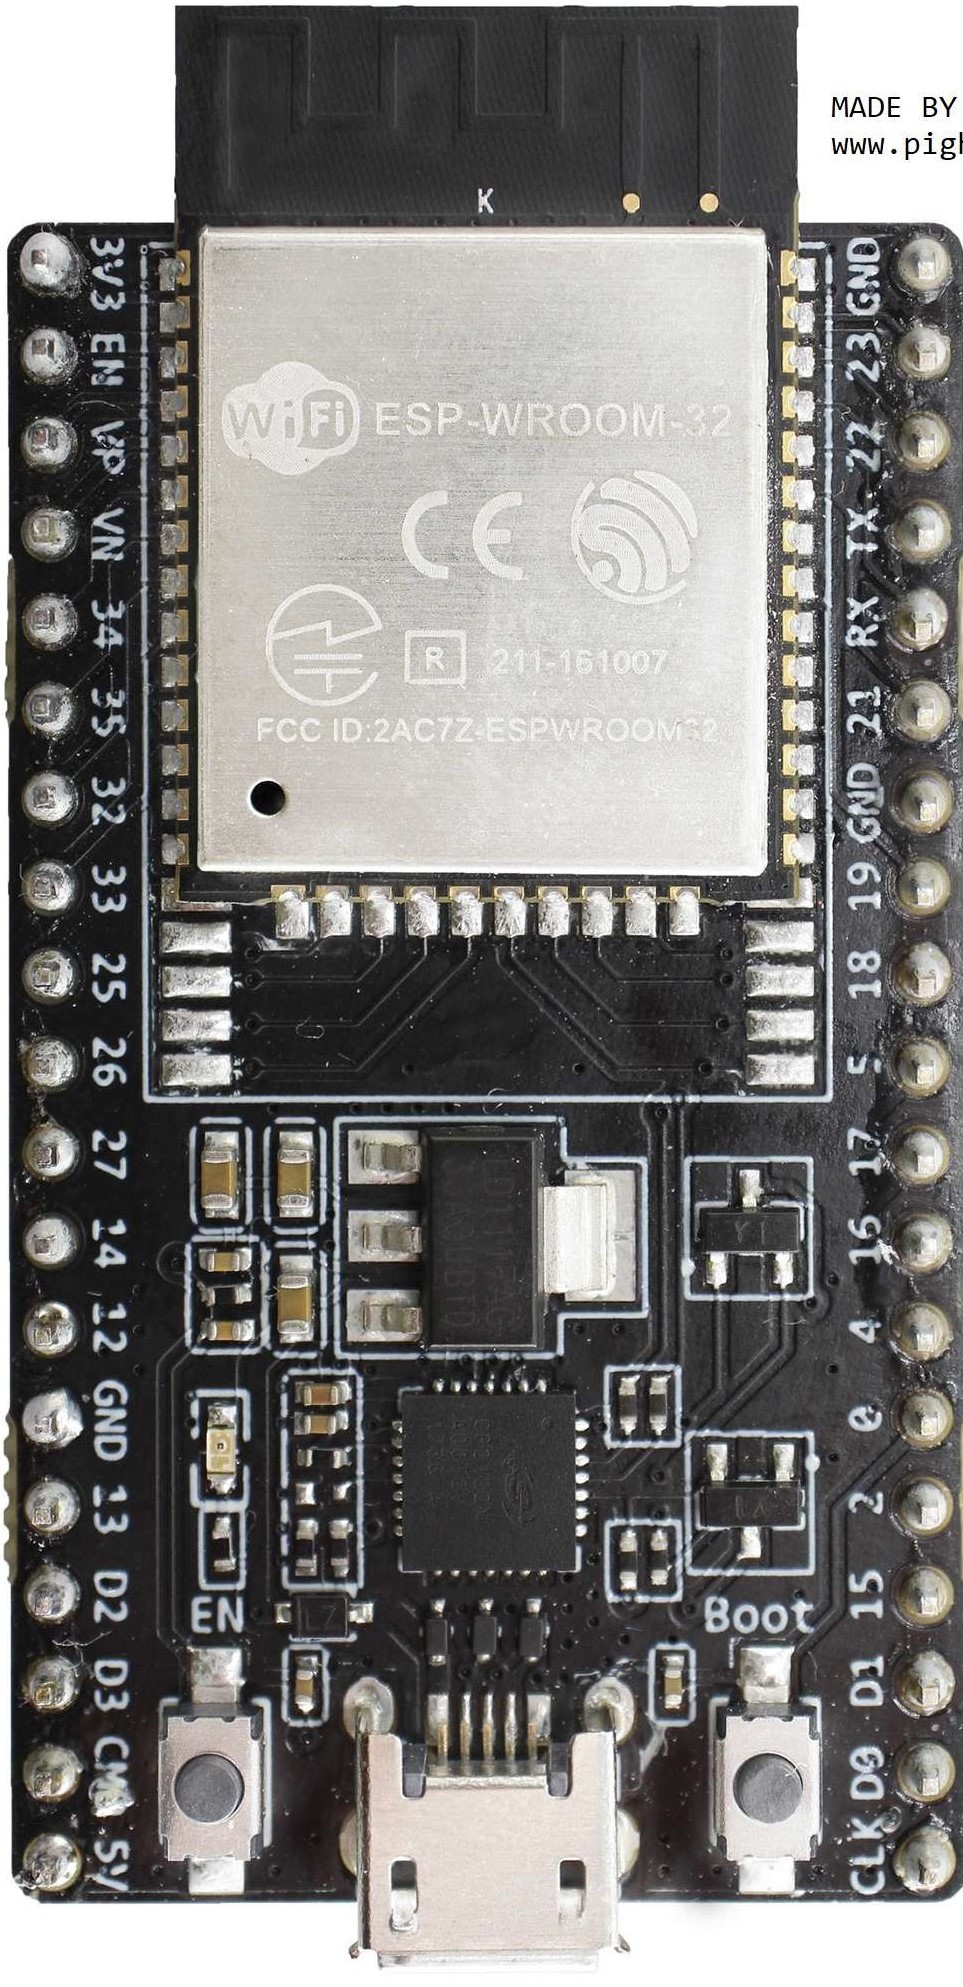 MADE BY
www.pigh
K
WiFi ESP-WROOM-32
CE
R 211-161007
FCC ID:2AC7Z-ESPWROOM32
3V3
EN
VP
VN
34
35
32
33
25
26
27
14
12
GND
13
D2
D3
CMD
5V
GND
23
22
TX
RX
21
GND
19
18
5
17
16
4
0
2
15
D1
D0
CLK
EN
Boot